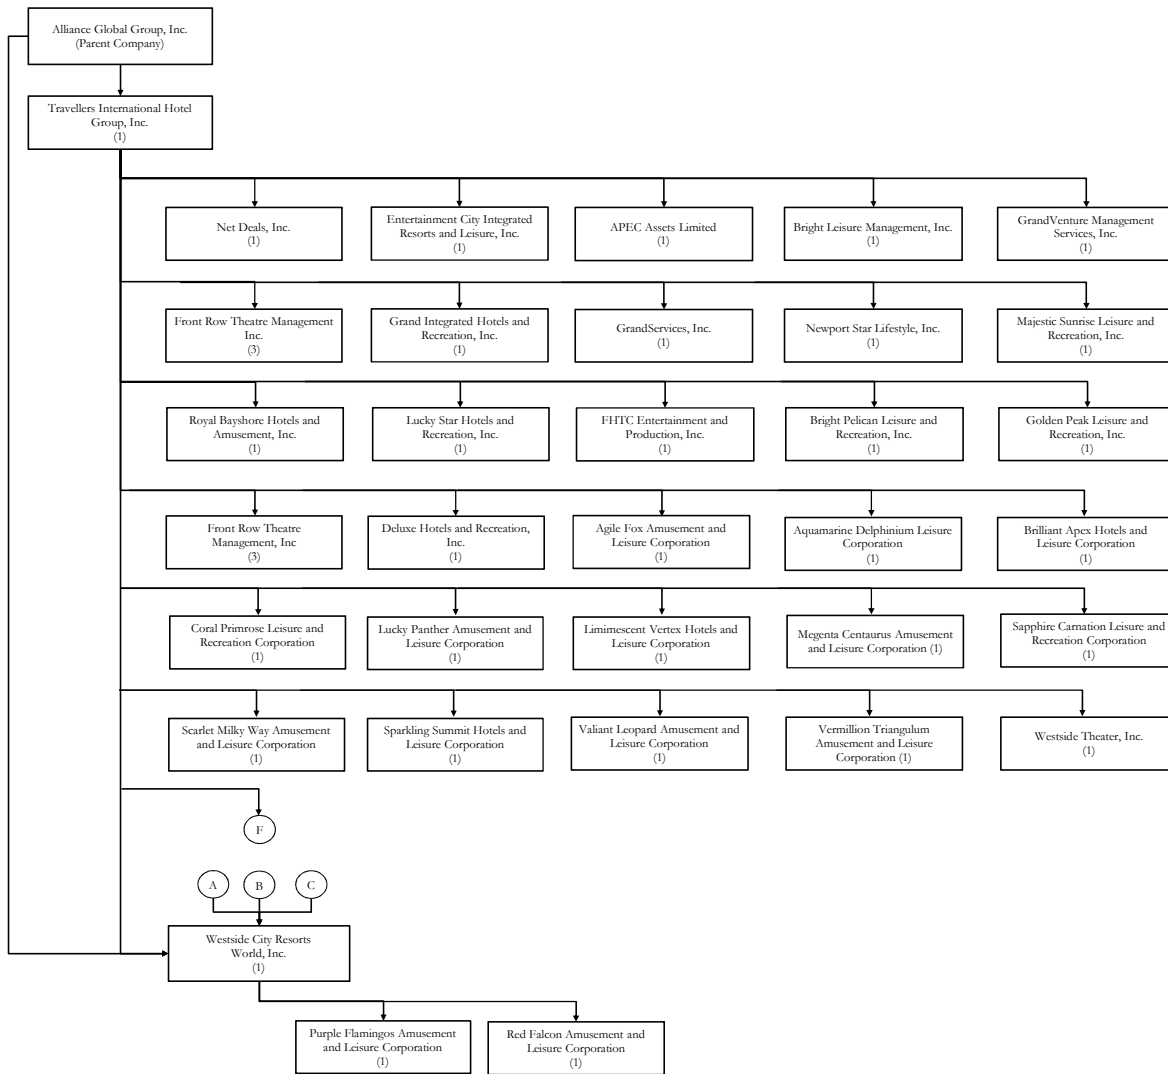 Alliance Global Group, Inc.
(Parent Company)
Travellers International Hotel
Group, Inc.
(1)
Net Deals, Inc.
(1)
Entertainment City Integrated
Resorts and Leisure, Inc.
(1)
APEC Assets Limited
(1)
Bright Leisure Management, Inc.
(1)
GrandVenture Management
Services, Inc.
(1)
Front Row Theatre Management
Inc.
(3)
Grand Integrated Hotels and
Recreation, Inc.
(1)
GrandServices, Inc.
(1)
Newport Star Lifestyle, Inc.
(1)
Majestic Sunrise Leisure and
Recreation, Inc.
(1)
Royal Bayshore Hotels and
Amusement, Inc.
(1)
Lucky Star Hotels and
Recreation, Inc.
(1)
FHTC Entertainment and
Production, Inc.
(1)
Bright Pelican Leisure and
Recreation, Inc.
(1)
Golden Peak Leisure and
Recreation, Inc.
(1)
Front Row Theatre
Management, Inc
(3)
Deluxe Hotels and Recreation,
Inc.
(1)
Agile Fox Amusement and
Leisure Corporation
(1)
Aquamarine Delphinium Leisure
Corporation
(1)
Brilliant Apex Hotels and
Leisure Corporation
(1)
Coral Primrose Leisure and
Recreation Corporation
(1)
Lucky Panther Amusement and
Leisure Corporation
(1)
Limimescent Vertex Hotels and
Leisure Corporation
(1)
Megenta Centaurus Amusement
and Leisure Corporation (1)
Sapphire Carnation Leisure and
Recreation Corporation
(1)
Scarlet Milky Way Amusement
and Leisure Corporation
(1)
Sparkling Summit Hotels and
Leisure Corporation
(1)
Valiant Leopard Amusement and
Leisure Corporation
(1)
Vermillion Triangulum
Amusement and Leisure
Corporation (1)
Westside Theater, Inc.
(1)
F
A
B
C
Westside City Resorts
World, Inc.
(1)
Purple Flamingos Amusement
and Leisure Corporation
(1)
Red Falcon Amusement and
Leisure Corporation
(1)